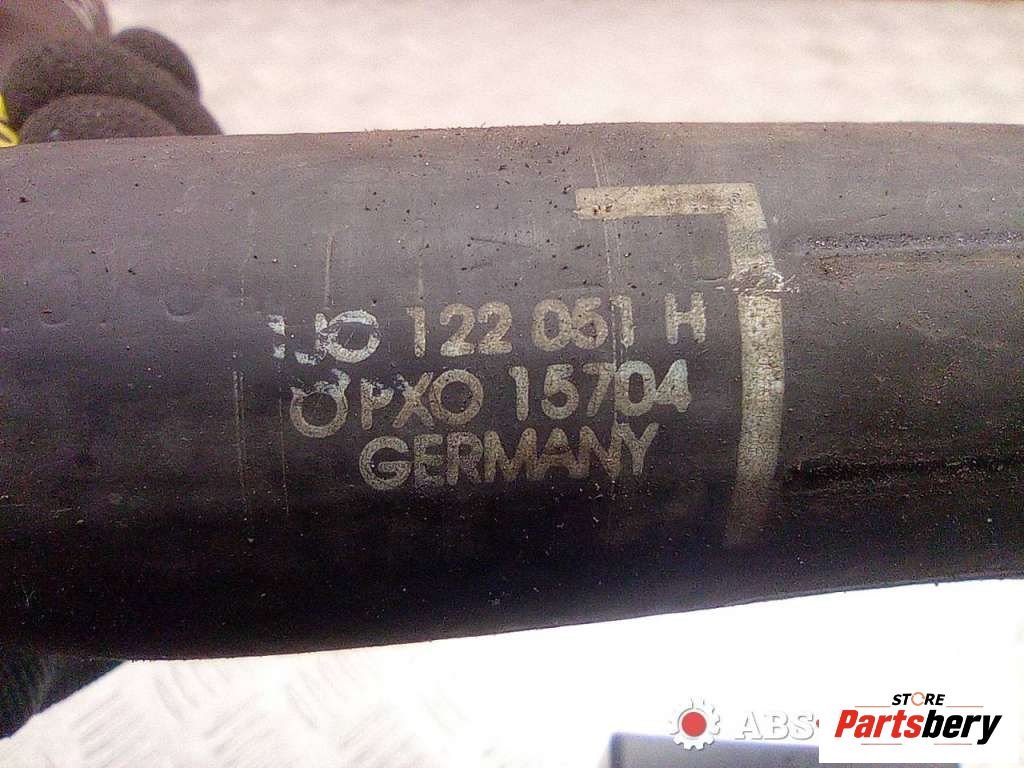 1J0 122 051 H
PXO 15704
GERMANY
ABS
STORE
Partsbery